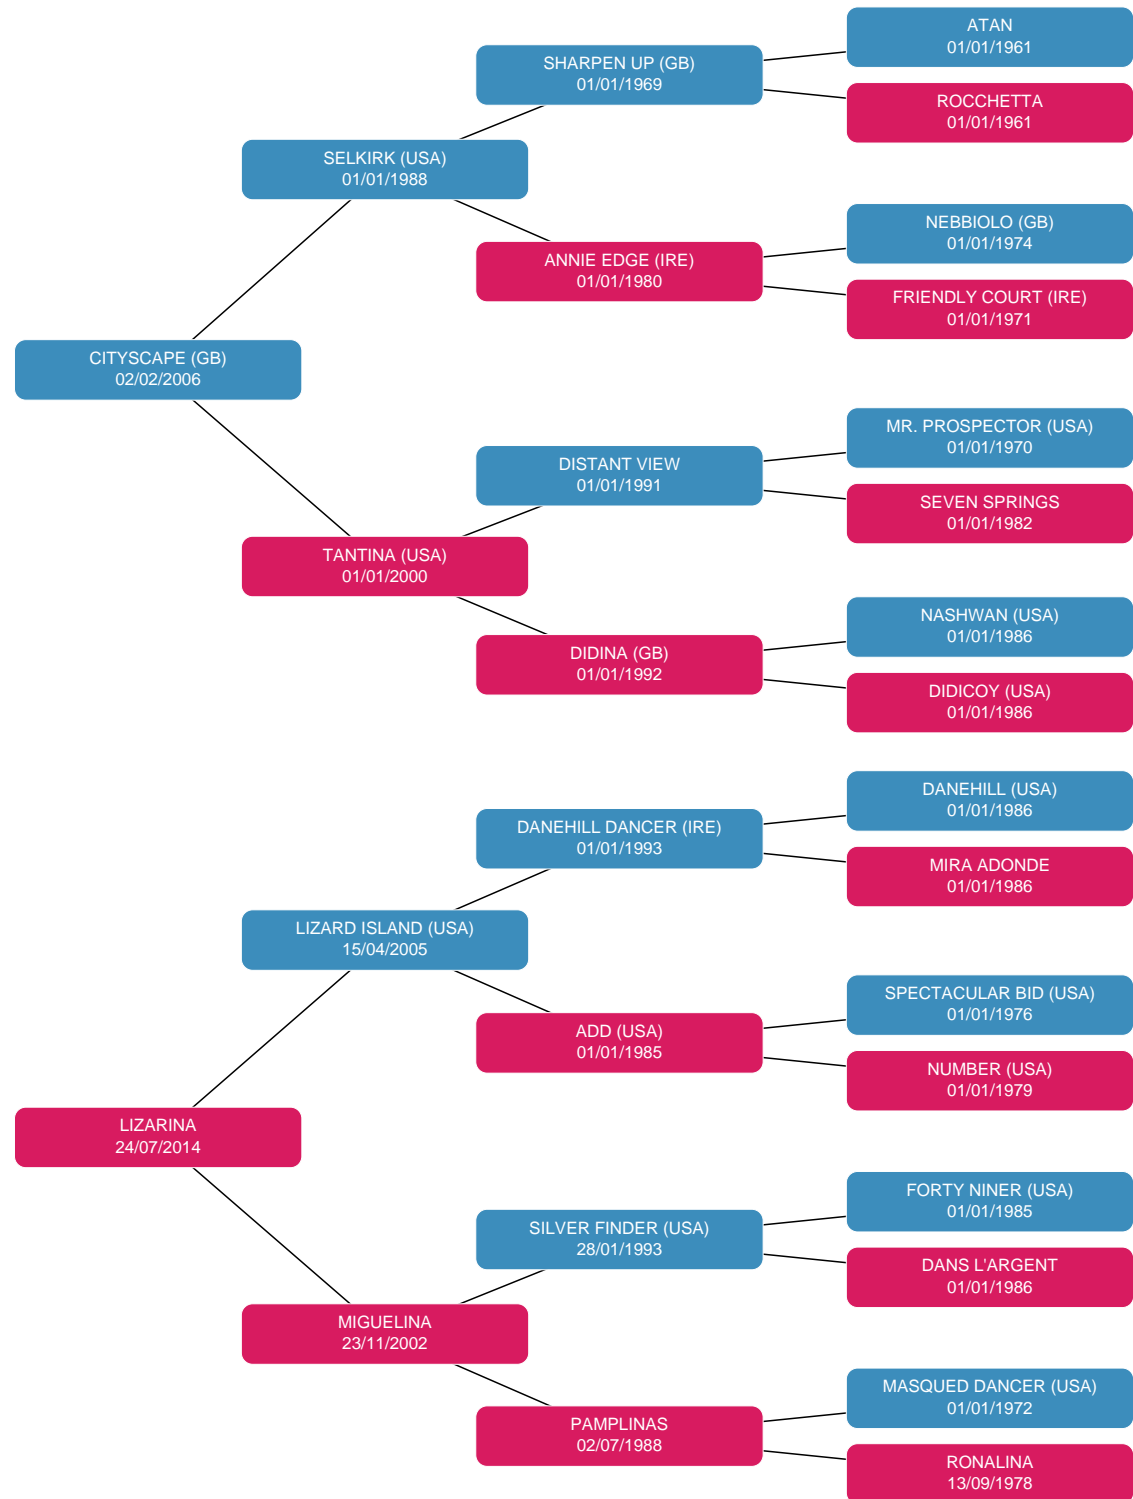 ATAN
01/01/1961
SHARPEN UP (GB)
01/01/1969
ROCCHETTA
01/01/1961
SELKIRK (USA)
01/01/1988
NEBBIOLO (GB)
01/01/1974
ANNIE EDGE (IRE)
01/01/1980
FRIENDLY COURT (IRE)
01/01/1971
CITYSCAPE (GB)
02/02/2006
MR. PROSPECTOR (USA)
01/01/1970
DISTANT VIEW
01/01/1991
SEVEN SPRINGS
01/01/1982
TANTINA (USA)
01/01/2000
NASHWAN (USA)
01/01/1986
DIDINA (GB)
01/01/1992
DIDICOY (USA)
01/01/1986
DANEHILL (USA)
01/01/1986
DANEHILL DANCER (IRE)
01/01/1993
MIRA ADONDE
01/01/1986
LIZARD ISLAND (USA)
15/04/2005
SPECTACULAR BID (USA)
01/01/1976
ADD (USA)
01/01/1985
NUMBER (USA)
01/01/1979
LIZARINA
24/07/2014
FORTY NINER (USA)
01/01/1985
SILVER FINDER (USA)
28/01/1993
DANS L'ARGENT
01/01/1986
MIGUELINA
23/11/2002
MASQUED DANCER (USA)
01/01/1972
PAMPLINAS
02/07/1988
RONALINA
13/09/1978